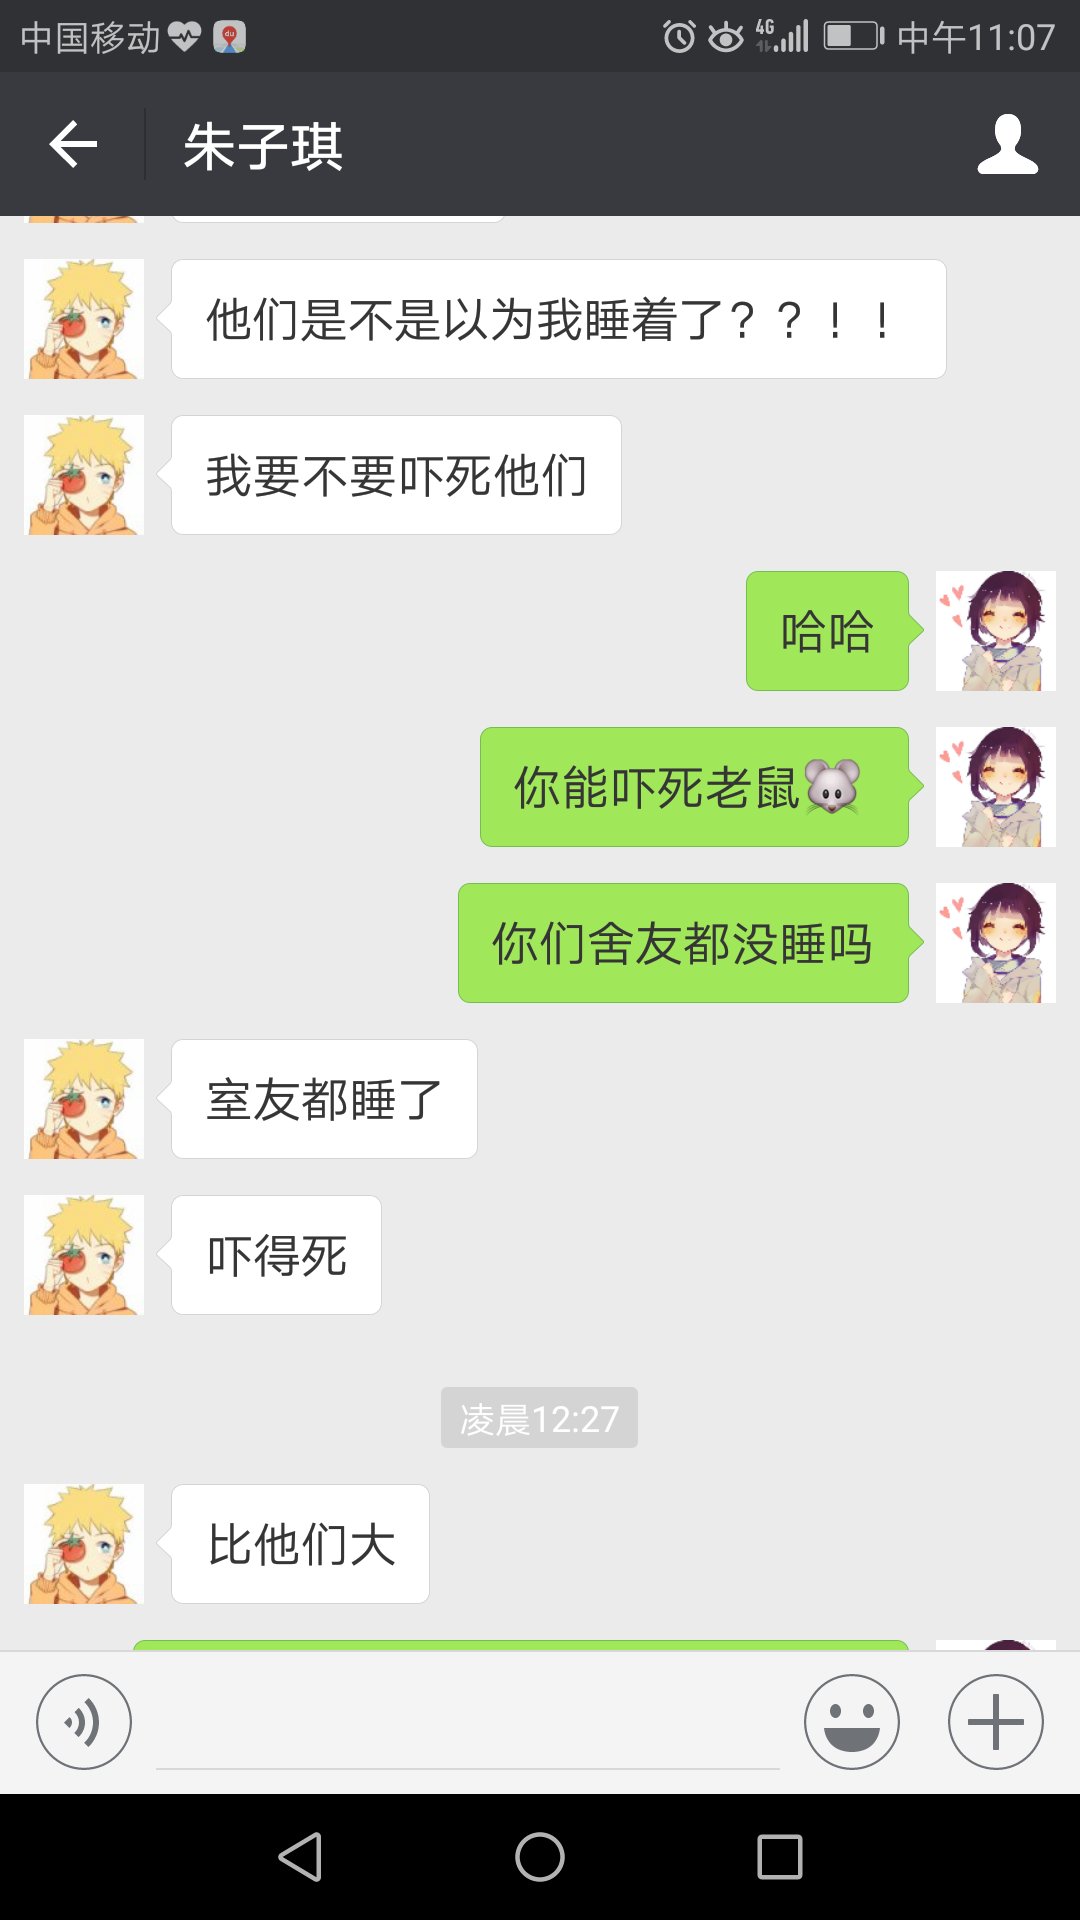 中国移动 4G 中午11:07
朱子琪
他们是不是以为我睡着了？？！！
我要不要吓死他们
哈哈
你能吓死老鼠🐭
你们舍友都没睡吗
室友都睡了
吓得死
凌晨12:27
比他们大